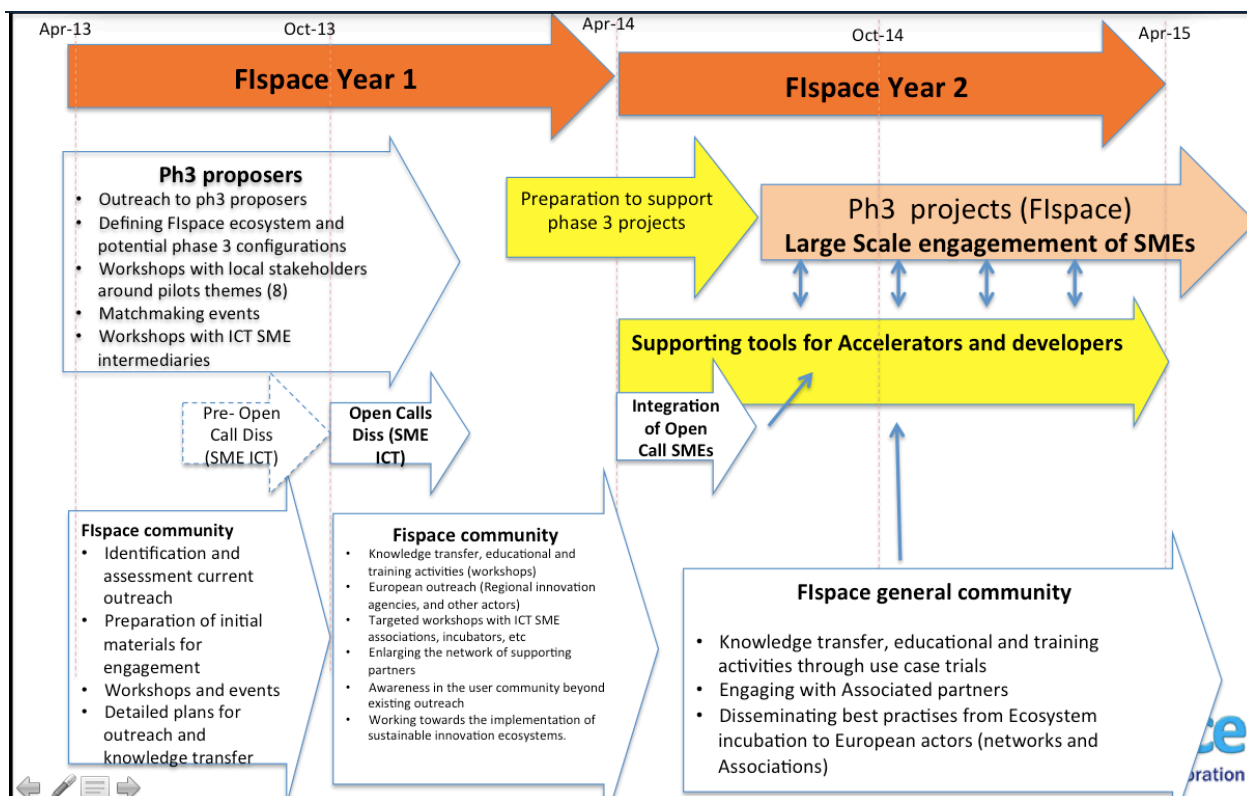 Apr-13
Oct-13
Apr-14
Oct-14
Apr-15
FIspace Year 1
FIspace Year 2
Ph3 proposers
• Outreach to ph3 proposers
• Defining FIspace ecosystem and
potential phase 3 configurations
• Workshops with local stakeholders
around pilots themes (8)
• Matchmaking events
• Workshops with ICT SME
intermediaries
Preparation to support
phase 3 projects
Ph3 projects (FIspace)
Large Scale engagemement of SMEs
Supporting tools for Accelerators and developers
Pre- Open
Call Diss
(SME ICT)
Open Calls
Diss (SME
ICT)
Integration
of Open
Call SMEs
FIspace community
• Identification and
assessment current
outreach
• Preparation of initial
materials for
engagement
• Workshops and events
• Detailed plans for
outreach and
knowledge transfer
Fispace community
• Knowledge transfer, educational and
training activities (workshops)
• European outreach (Regional innovation
agencies, and other actors)
• Targeted workshops with ICT SME
associations, incubators, etc
• Enlarging the network of supporting
partners
• Awareness in the user community beyond
existing outreach
• Working towards the implementation of
sustainable innovation ecosystems.
FIspace general community
• Knowledge transfer, educational and training
activities through use case trials
• Engaging with Associated partners
• Disseminating best practises from Ecosystem
incubation to European actors (networks and
Associations)
ce
oration